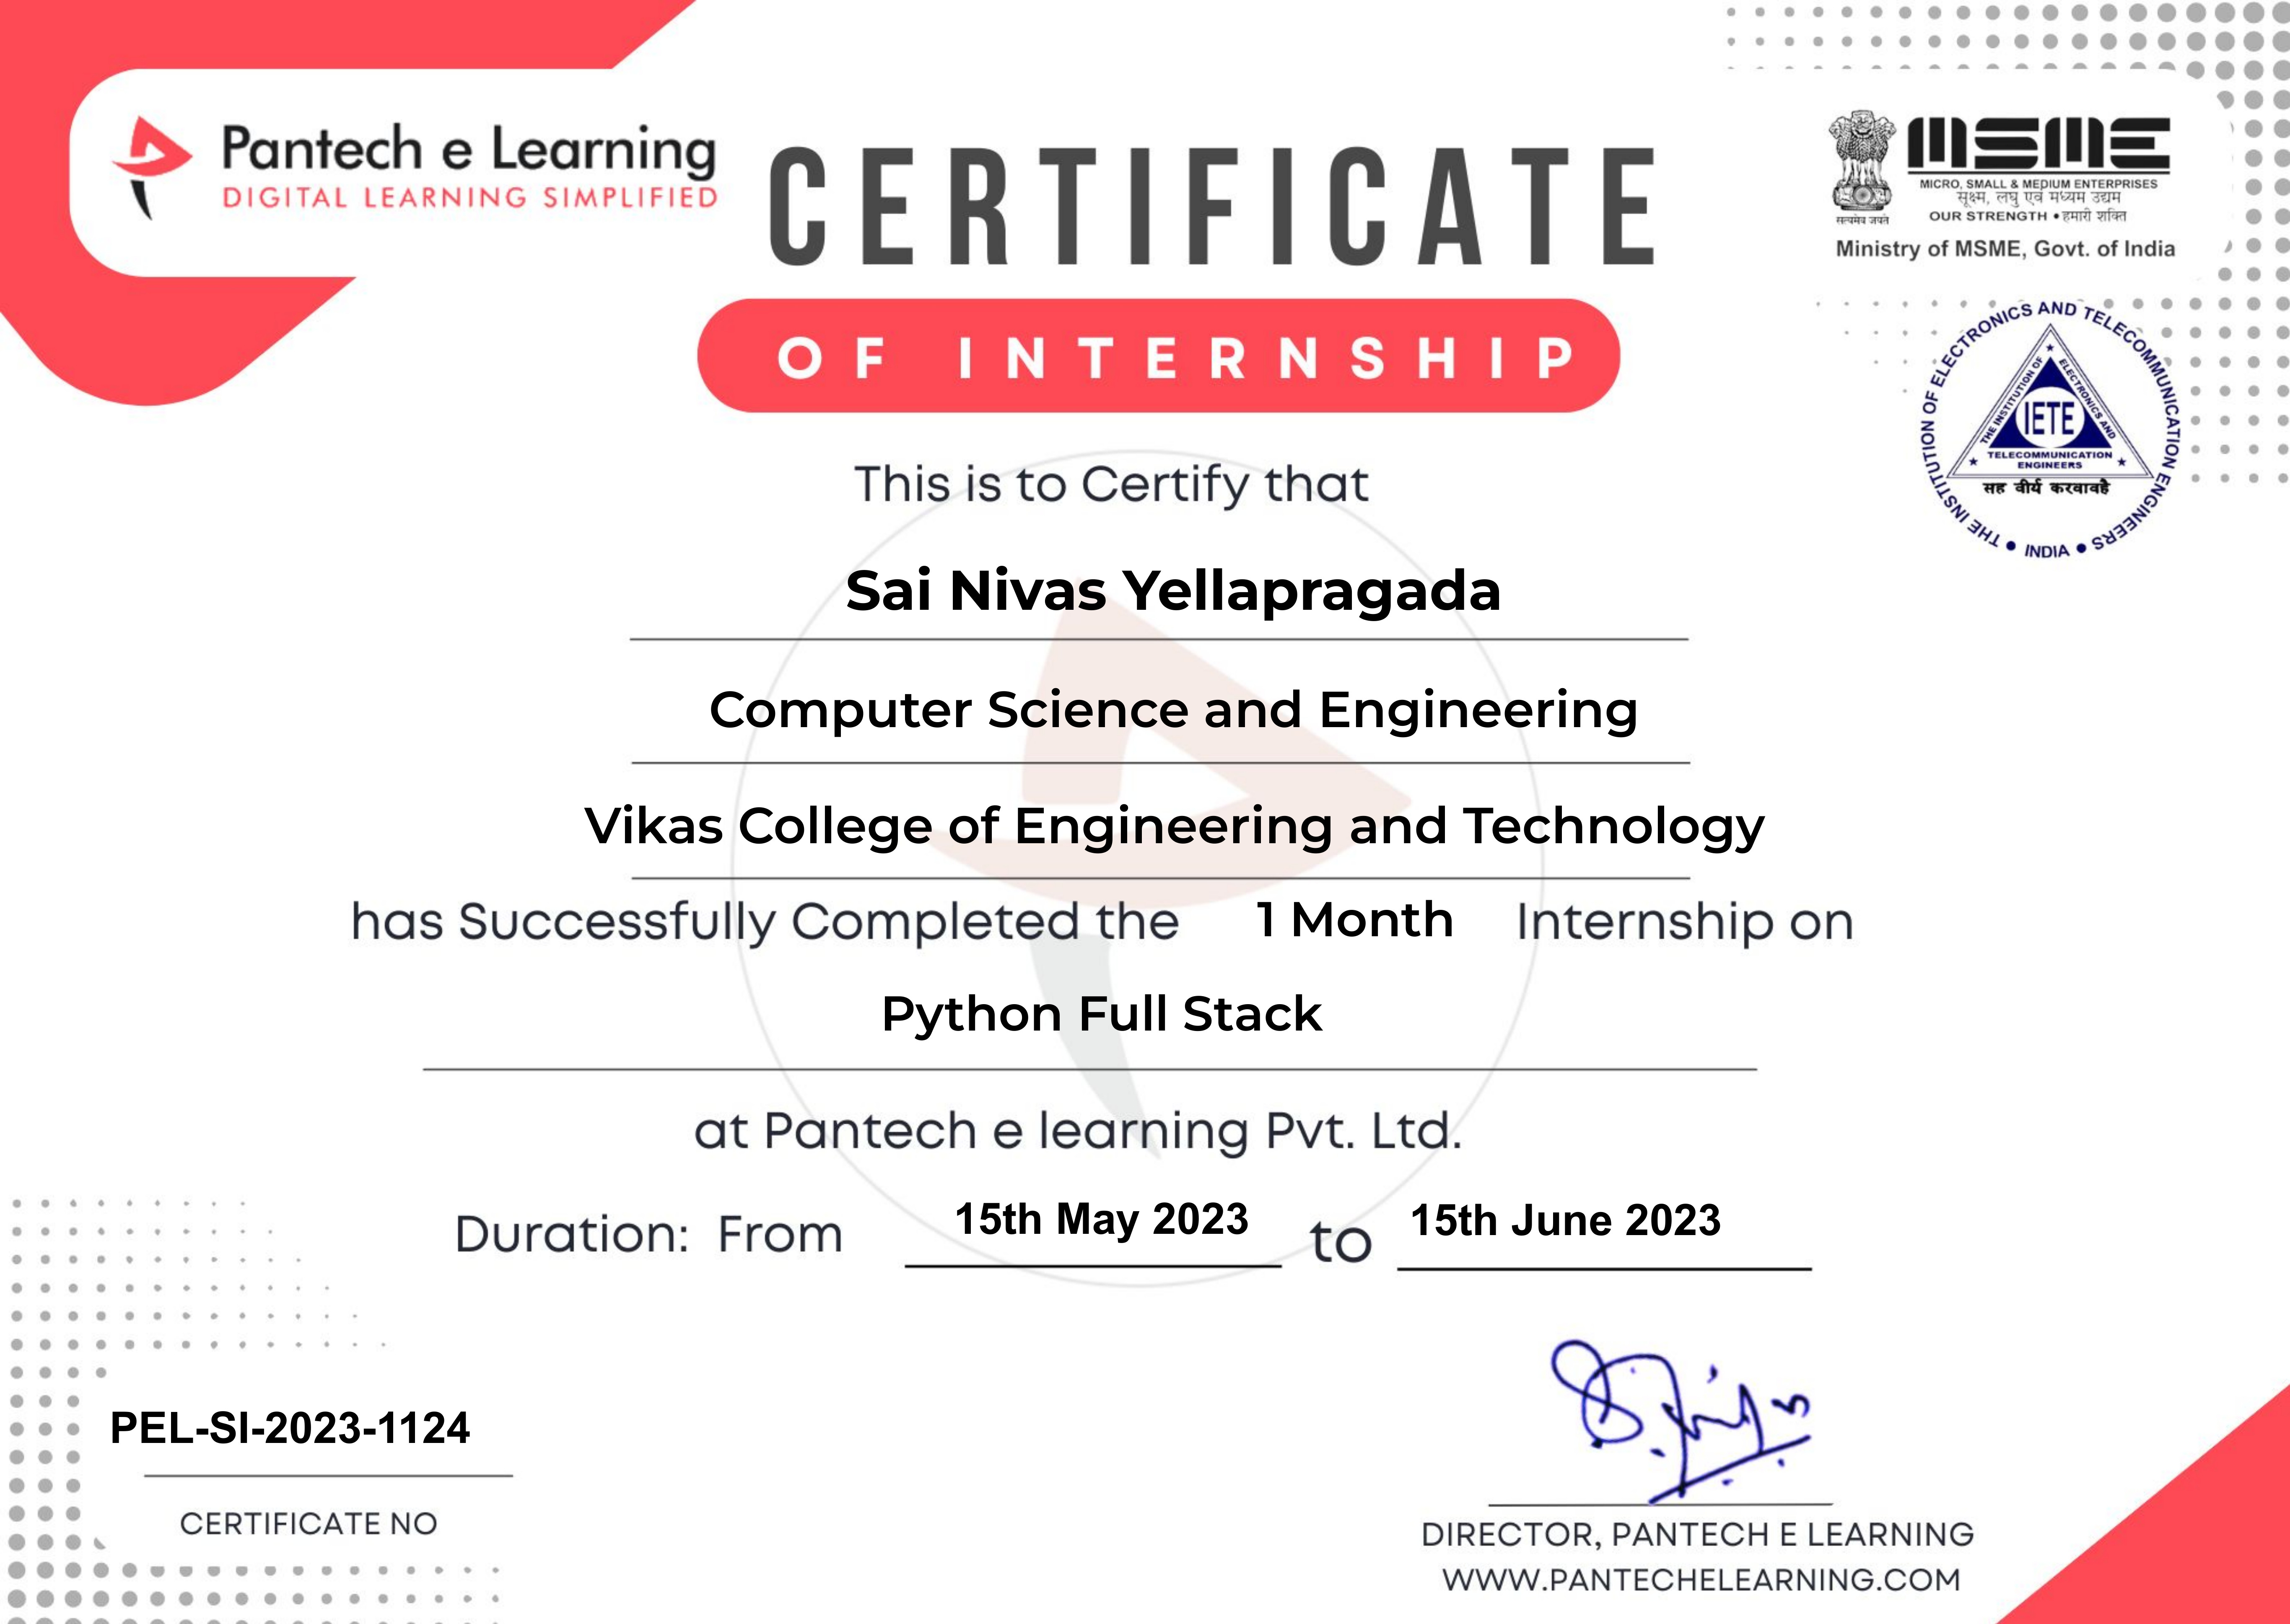 Pantech e Learning
DIGITAL LEARNING SIMPLIFIED
CERTIFICATE
OF INTERNSHIP
सत्यमेव जयते
MSME
MICRO, SMALL & MEDIUM ENTERPRISES
सूक्ष्म, लघु एवं मध्यम उद्यम
OUR STRENGTH • हमारी शक्ति
Ministry of MSME, Govt. of India
THE INSTITUTION OF ELECTRONICS AND TELECOMMUNICATION ENGINEERS • INDIA •
THE INSTITUTION OF
ELECTRONICS AND
IETE
TELECOMMUNICATION
ENGINEERS
सह वीर्य करवावहै
This is to Certify that
Sai Nivas Yellapragada
Computer Science and Engineering
Vikas College of Engineering and Technology
has Successfully Completed the 1 Month Internship on
Python Full Stack
at Pantech e learning Pvt. Ltd.
Duration: From 15th May 2023 to 15th June 2023
PEL-SI-2023-1124
CERTIFICATE NO
DIRECTOR, PANTECH E LEARNING
WWW.PANTECHELEARNING.COM